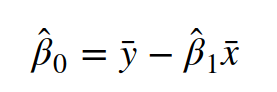 β̂₀ = ȳ − β̂₁x̄